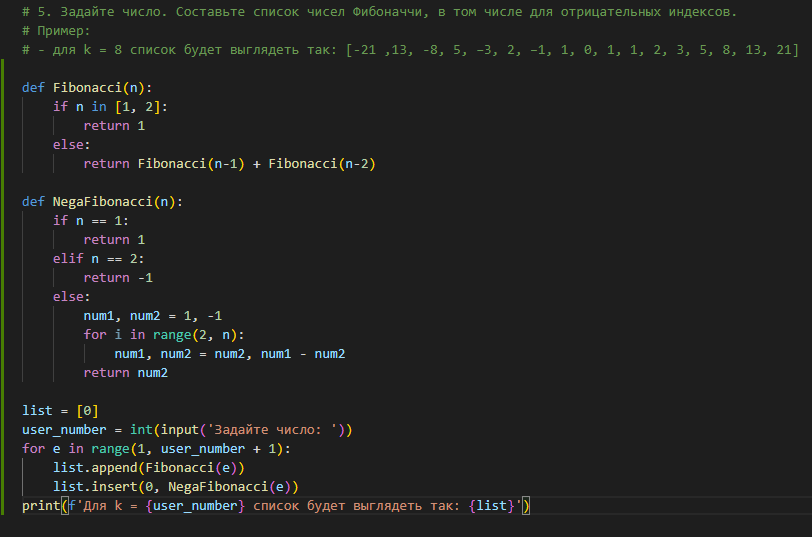 # 5. Задайте число. Составьте список чисел Фибоначчи, в том числе для отрицательных индексов.
# Пример:
# - для k = 8 список будет выглядеть так: [-21 ,13, -8, 5, −3, 2, −1, 1, 0, 1, 1, 2, 3, 5, 8, 13, 21]
def Fibonacci(n):
    if n in [1, 2]:
        return 1
    else:
        return Fibonacci(n-1) + Fibonacci(n-2)
def NegaFibonacci(n):
    if n == 1:
        return 1
    elif n == 2:
        return -1
    else:
        num1, num2 = 1, -1
        for i in range(2, n):
            num1, num2 = num2, num1 - num2
        return num2
list = [0]
user_number = int(input('Задайте число: '))
for e in range(1, user_number + 1):
    list.append(Fibonacci(e))
    list.insert(0, NegaFibonacci(e))
print(f'Для k = {user_number} список будет выглядеть так: {list}')